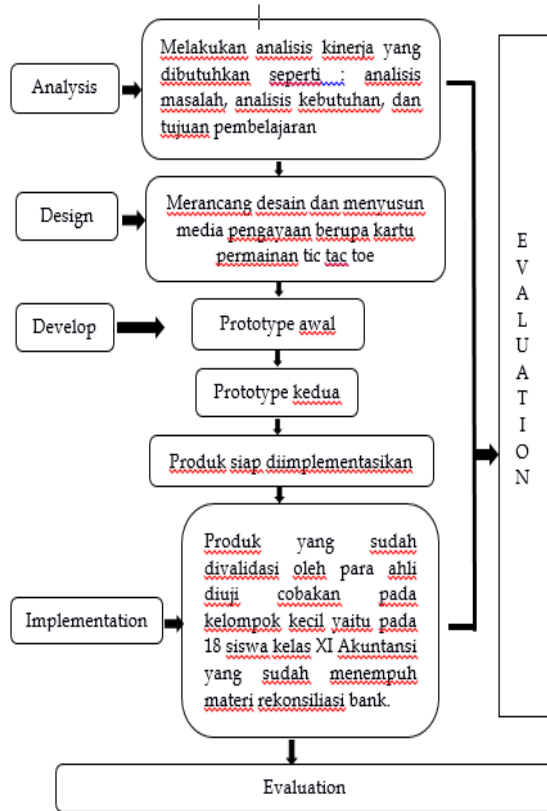 Analysis
Melakukan analisis kinerja yang
dibutuhkan seperti : analisis
masalah, analisis kebutuhan, dan
tujuan pembelajaran
Design
Merancang desain dan menyusun
media pengayaan berupa kartu
permainan tic tac toe
Develop
Prototype awal
Prototype kedua
Produk siap diimplementasikan
Implementation
Produk yang sudah
divalidasi oleh para ahli
diuji cobakan pada
kelompok kecil yaitu pada
18 siswa kelas XI Akuntansi
yang sudah menempuh
materi rekonsiliasi bank.
E
V
A
L
U
A
T
I
O
N
Evaluation